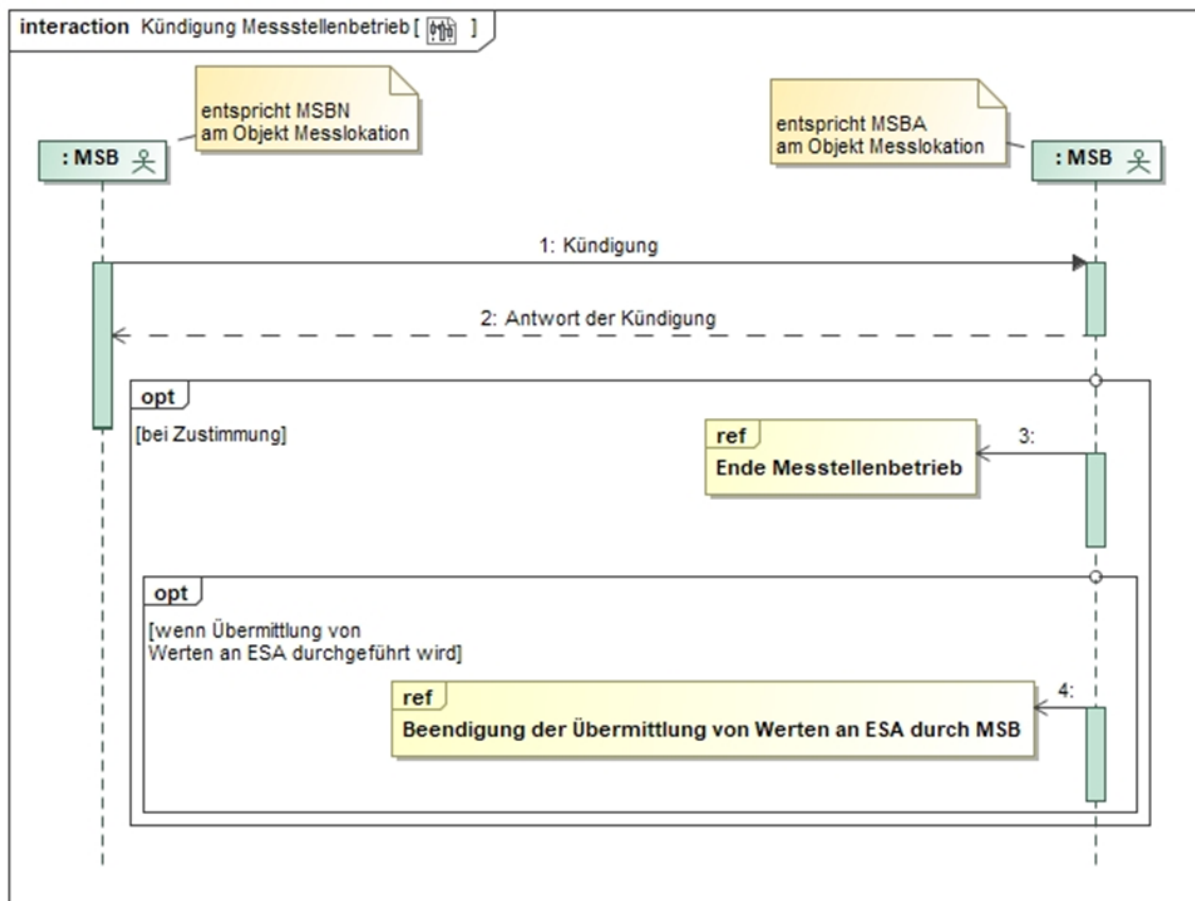 interaction Kündigung Messstellenbetrieb [ ]
entspricht MSBN
am Objekt Messlokation
entspricht MSBA
am Objekt Messlokation
: MSB
: MSB
1: Kündigung
2: Antwort der Kündigung
opt
[bei Zustimmung]
ref
3:
Ende Messtellenbetrieb
opt
[wenn Übermittlung von
Werten an ESA durchgeführt wird]
ref
4:
Beendigung der Übermittlung von Werten an ESA durch MSB